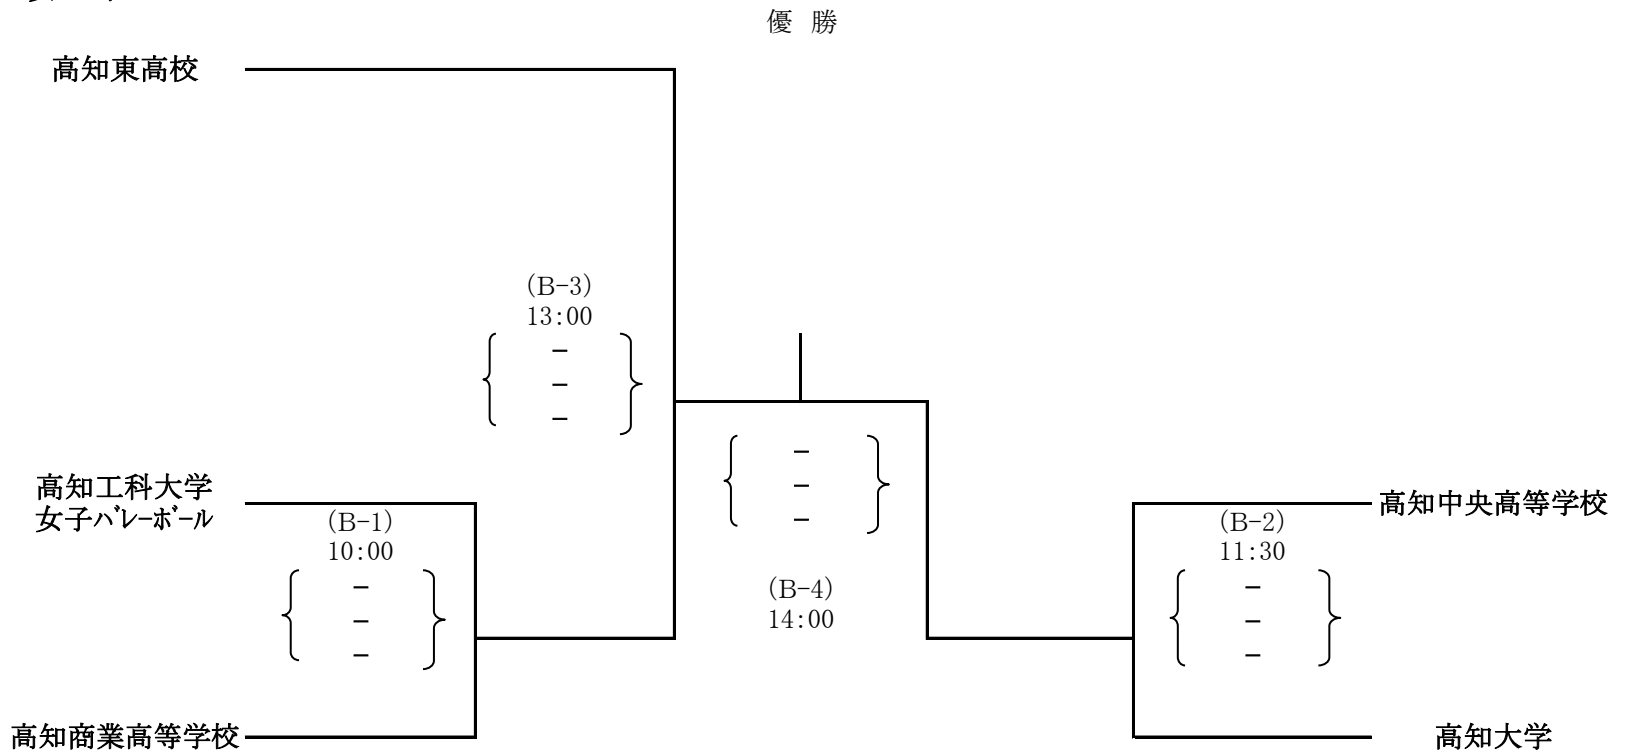 優 勝
高知東高校
(B-3)
13:00
-
-
-
高知工科大学
女子ﾊﾞﾚｰﾎﾞｰﾙ
(B-1)
10:00
-
-
-
-
-
-
(B-4)
14:00
高知中央高等学校
(B-2)
11:30
-
-
-
高知商業高等学校
高知大学